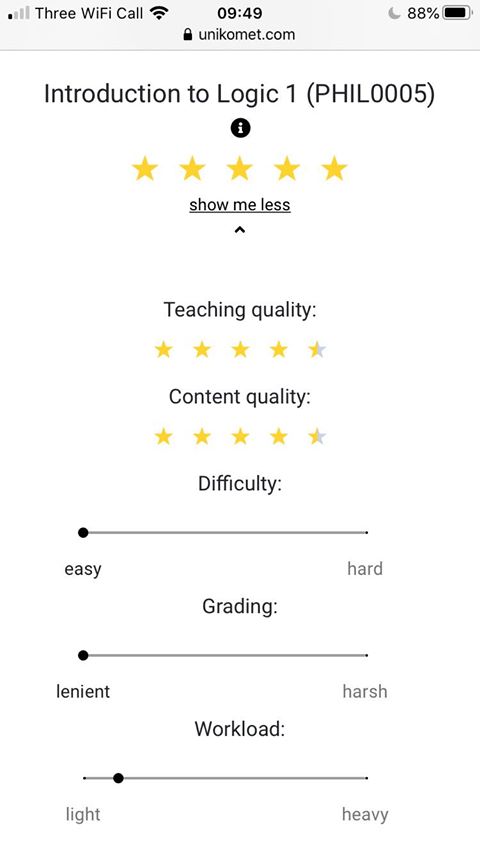 Three WiFi Call 09:49 88%
unikomet.com
Introduction to Logic 1 (PHIL0005)
show me less
Teaching quality:
Content quality:
Difficulty:
easy hard
Grading:
lenient harsh
Workload:
light heavy